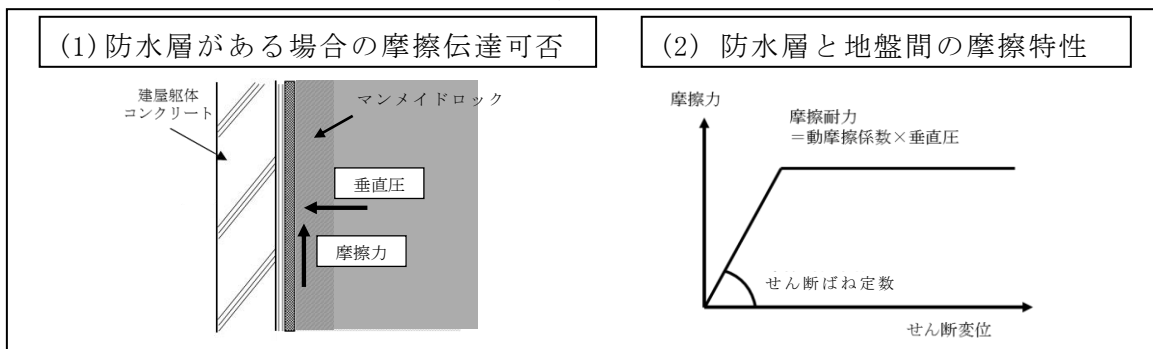 (1)防水層がある場合の摩擦伝達可否
建屋躯体
コンクリート
マンメイドロック
垂直圧
摩擦力
(2) 防水層と地盤間の摩擦特性
摩擦力
摩擦耐力
＝動摩擦係数×垂直圧
せん断ばね定数
せん断変位